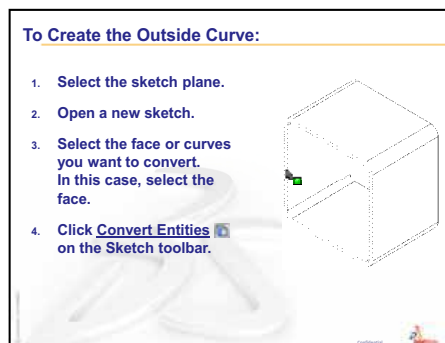 To Create the Outside Curve:
1. Select the sketch plane.
2. Open a new sketch.
3. Select the face or curves
you want to convert.
In this case, select the
face.
4. Click Convert Entities
on the Sketch toolbar.
Confidential